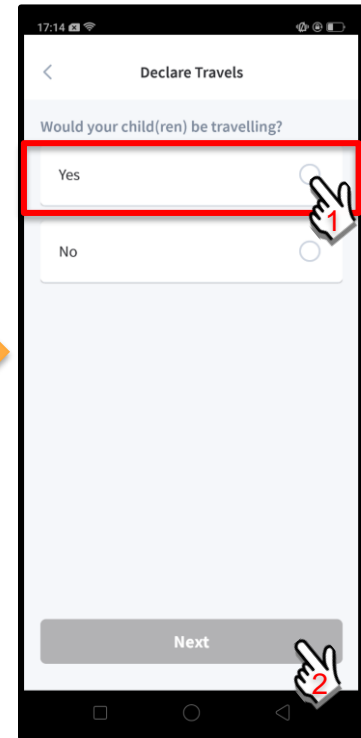 17:14
Declare Travels
Would your child(ren) be travelling?
Yes
1
No
Next
2